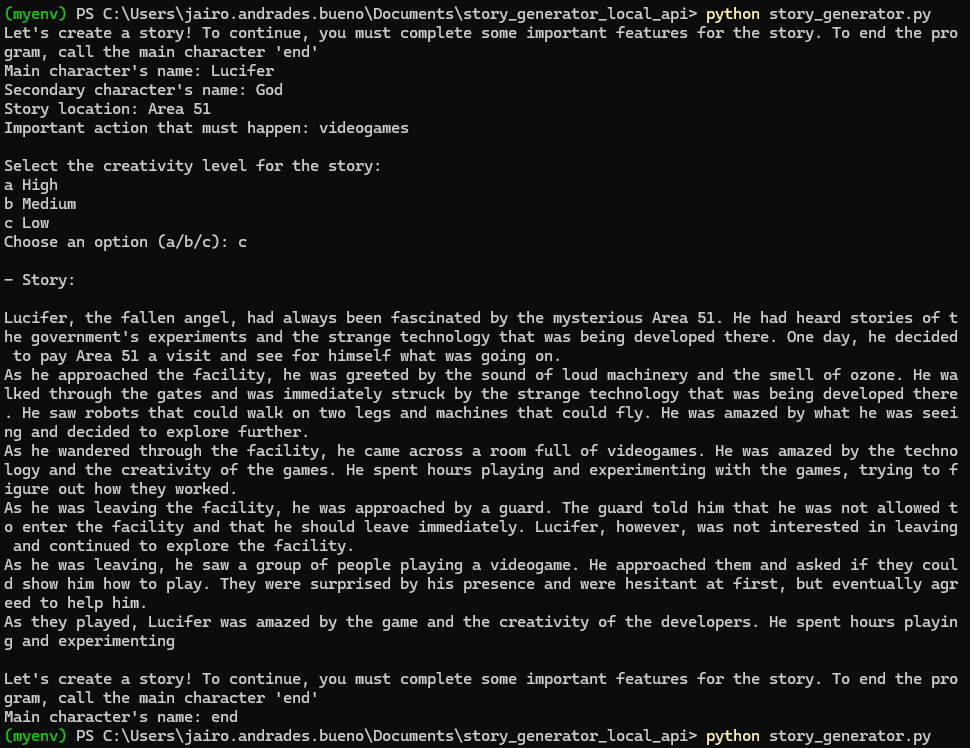 (myenv) PS C:\Users\jairo.andrades.bueno\Documents\story_generator_local_api> python story_generator.py
Let's create a story! To continue, you must complete some important features for the story. To end the pro
gram, call the main character 'end'
Main character's name: Lucifer
Secondary character's name: God
Story location: Area 51
Important action that must happen: videogames
Select the creativity level for the story:
a High
b Medium
c Low
Choose an option (a/b/c): c
– Story:
Lucifer, the fallen angel, had always been fascinated by the mysterious Area 51. He had heard stories of t
he government's experiments and the strange technology that was being developed there. One day, he decided
 to pay Area 51 a visit and see for himself what was going on.
As he approached the facility, he was greeted by the sound of loud machinery and the smell of ozone. He wa
lked through the gates and was immediately struck by the strange technology that was being developed there
. He saw robots that could walk on two legs and machines that could fly. He was amazed by what he was seei
ng and decided to explore further.
As he wandered through the facility, he came across a room full of videogames. He was amazed by the techno
logy and the creativity of the games. He spent hours playing and experimenting with the games, trying to f
igure out how they worked.
As he was leaving the facility, he was approached by a guard. The guard told him that he was not allowed t
o enter the facility and that he should leave immediately. Lucifer, however, was not interested in leaving
 and continued to explore the facility.
As he was leaving, he saw a group of people playing a videogame. He approached them and asked if they coul
d show him how to play. They were surprised by his presence and were hesitant at first, but eventually agr
eed to help him.
As they played, Lucifer was amazed by the game and the creativity of the developers. He spent hours playin
g and experimenting
Let's create a story! To continue, you must complete some important features for the story. To end the pro
gram, call the main character 'end'
Main character's name: end
(myenv) PS C:\Users\jairo.andrades.bueno\Documents\story_generator_local_api> python story_generator.py